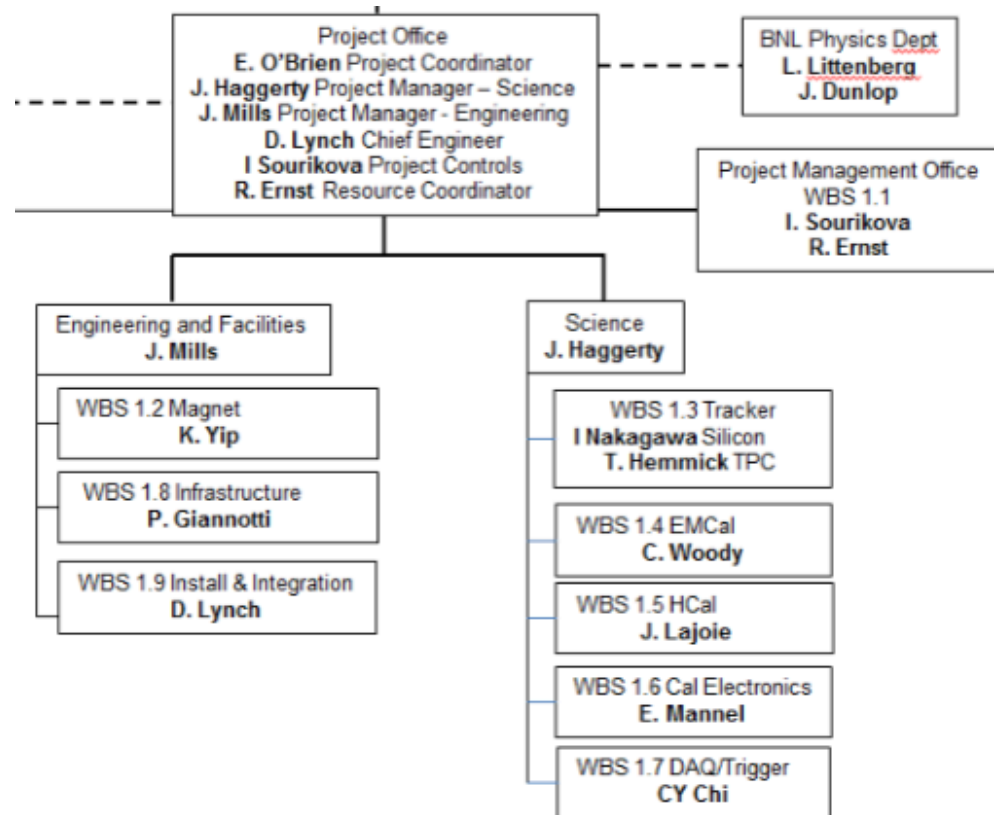 Project Office
E. O'Brien Project Coordinator
J. Haggerty Project Manager – Science
J. Mills Project Manager - Engineering
D. Lynch Chief Engineer
I Sourikova Project Controls
R. Ernst Resource Coordinator
BNL Physics Dept
L. Littenberg
J. Dunlop
Project Management Office
WBS 1.1
I. Sourikova
R. Ernst
Engineering and Facilities
J. Mills
WBS 1.2 Magnet
K. Yip
WBS 1.8 Infrastructure
P. Giannotti
WBS 1.9 Install & Integration
D. Lynch
Science
J. Haggerty
WBS 1.3 Tracker
I Nakagawa Silicon
T. Hemmick TPC
WBS 1.4 EMCal
C. Woody
WBS 1.5 HCal
J. Lajoie
WBS 1.6 Cal Electronics
E. Mannel
WBS 1.7 DAQ/Trigger
CY Chi